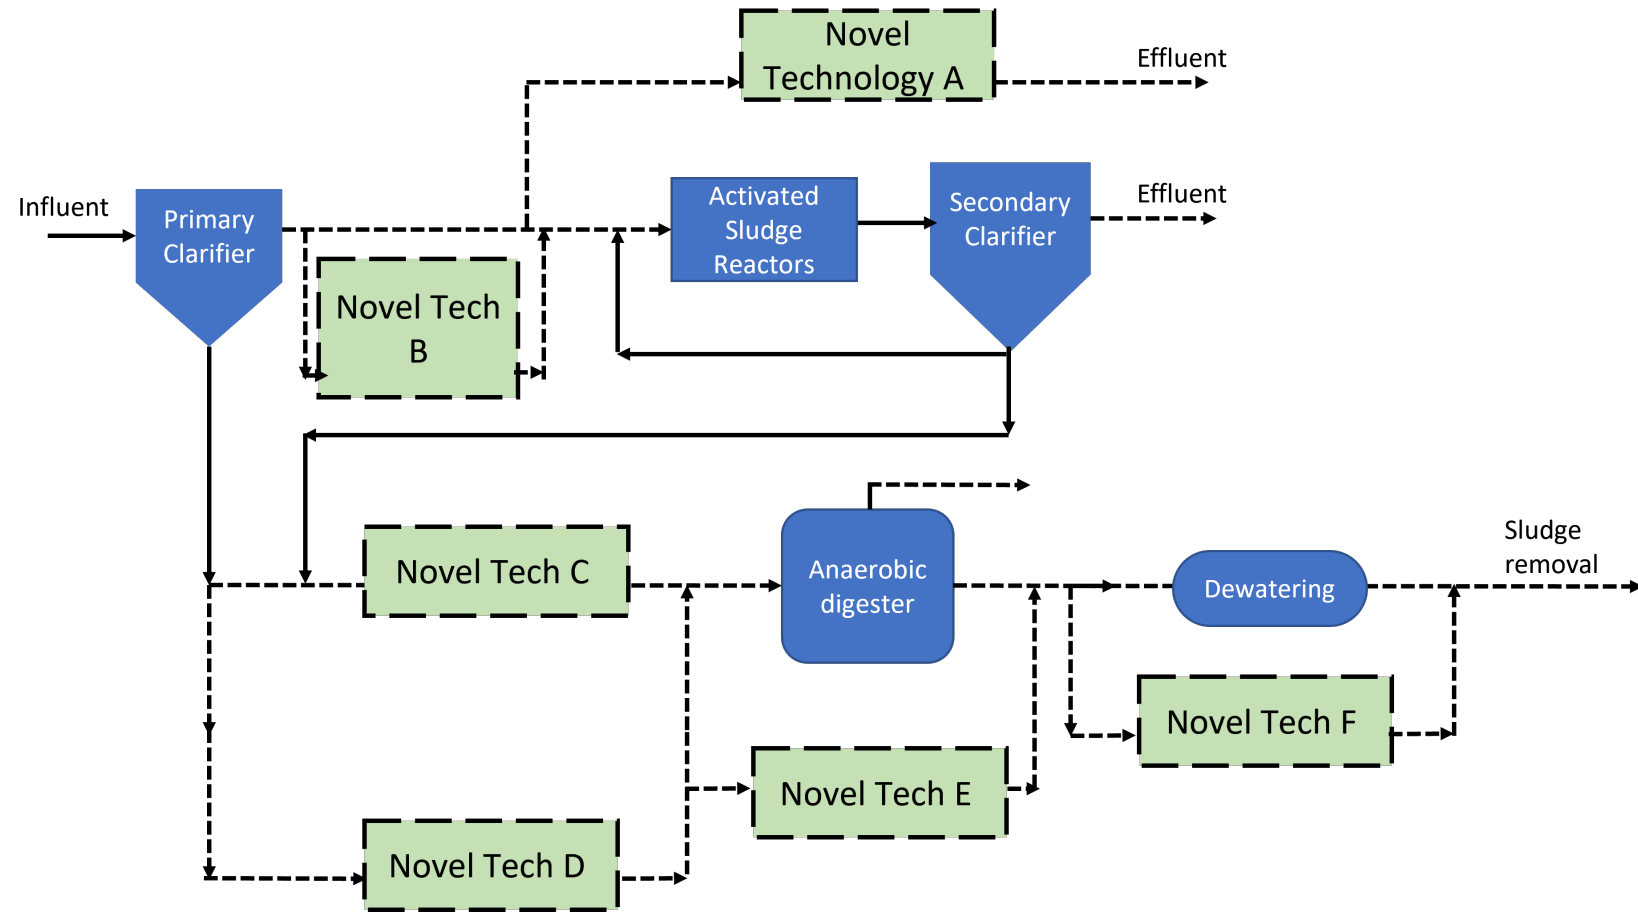 Novel
Technology A
Effluent
Influent
Primary
Clarifier
Activated
Sludge
Reactors
Secondary
Clarifier
Effluent
Novel Tech
B
Novel Tech C
Anaerobic
digester
Dewatering
Sludge
removal
Novel Tech F
Novel Tech E
Novel Tech D